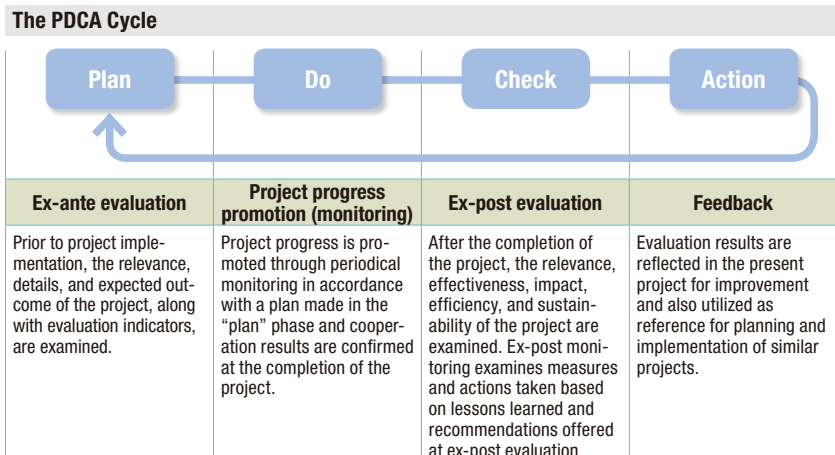 The PDCA Cycle
Plan
Do
Check
Action
Ex-ante evaluation
Project progress
promotion (monitoring)
Ex-post evaluation
Feedback
Prior to project imple-
mentation, the relevance,
details, and expected out-
come of the project, along
with evaluation indicators,
are examined.
Project progress is pro-
moted through periodical
monitoring in accordance
with a plan made in the
“plan” phase and cooper-
ation results are confirmed
at the completion of the
project.
After the completion of
the project, the relevance,
effectiveness, impact,
efficiency, and sustain-
ability of the project are
examined. Ex-post moni-
toring examines measures
and actions taken based
on lessons learned and
recommendations offered
at ex-post evaluation
Evaluation results are
reflected in the present
project for improvement
and also utilized as
reference for planning and
implementation of similar
projects.